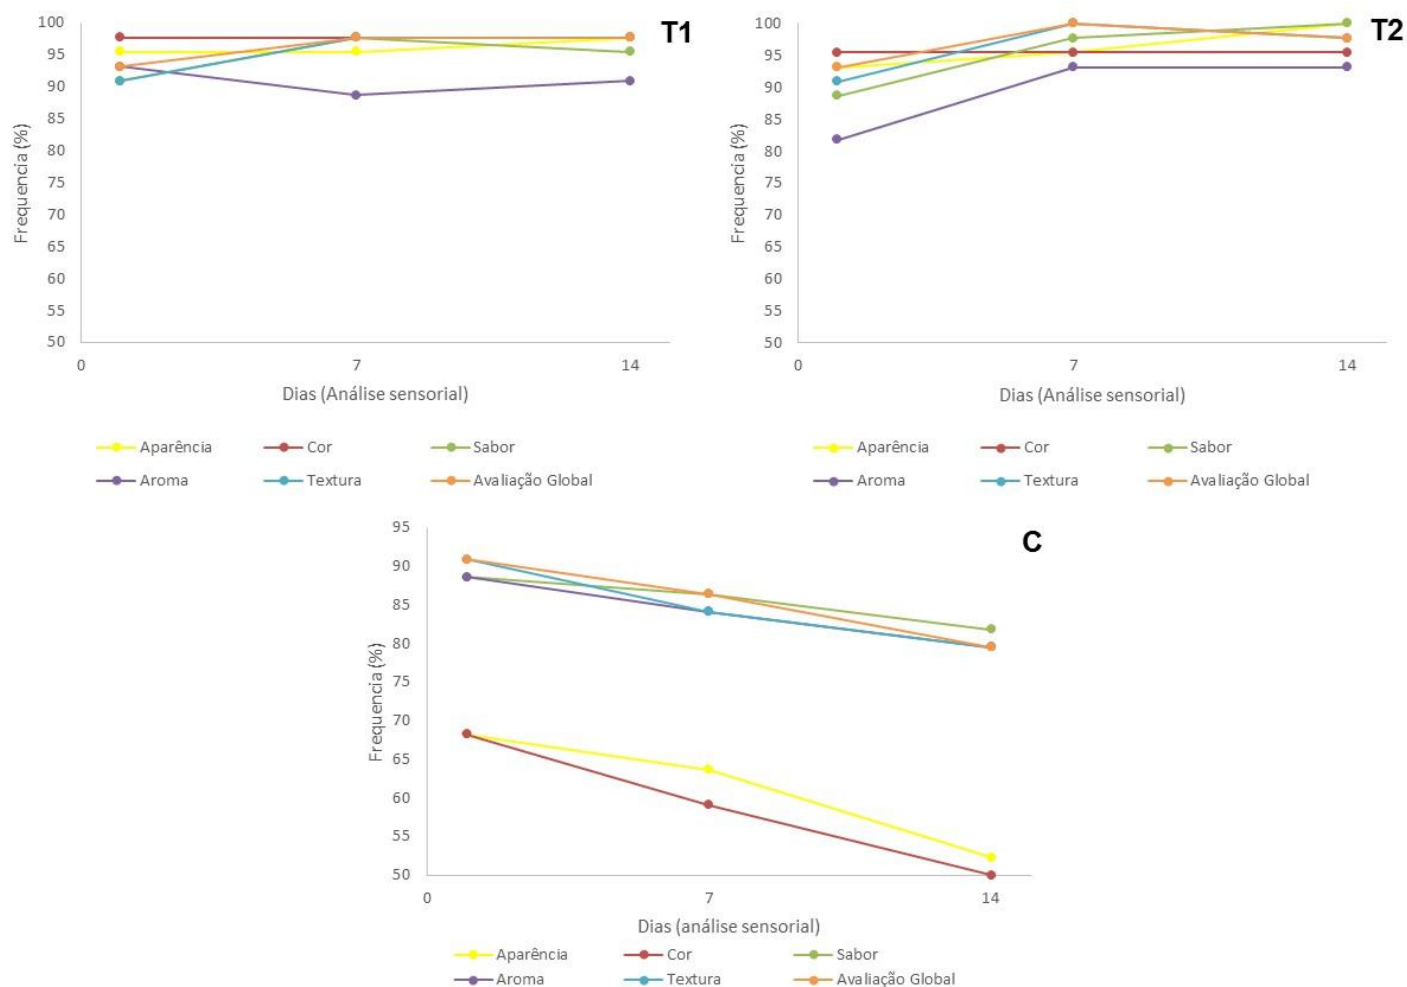 T1
100
95
90
85
80
75
70
65
60
55
50
Frequencia (%)
0 7 14
Dias (Análise sensorial)
Aparência Cor Sabor
Aroma Textura Avaliação Global
T2
100
95
90
85
80
75
70
65
60
55
50
Frequencia (%)
0 7 14
Dias (Análise sensorial)
Aparência Cor Sabor
Aroma Textura Avaliação Global
C
95
90
85
80
75
70
65
60
55
50
Frequencia (%)
0 7 14
Dias (análise sensorial)
Aparência Cor Sabor
Aroma Textura Avaliação Global